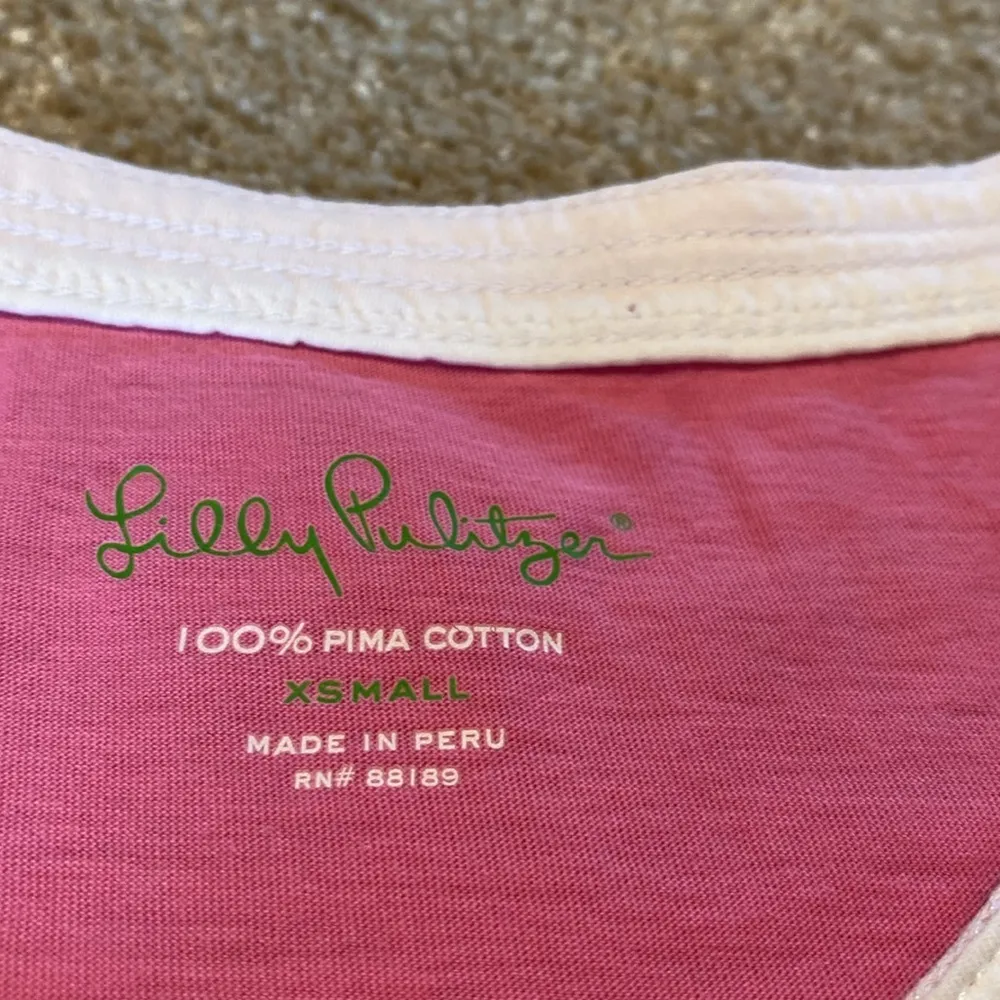 Lilly Pulitzer®
100% PIMA COTTON
XSMALL
MADE IN PERU
RN# 88189